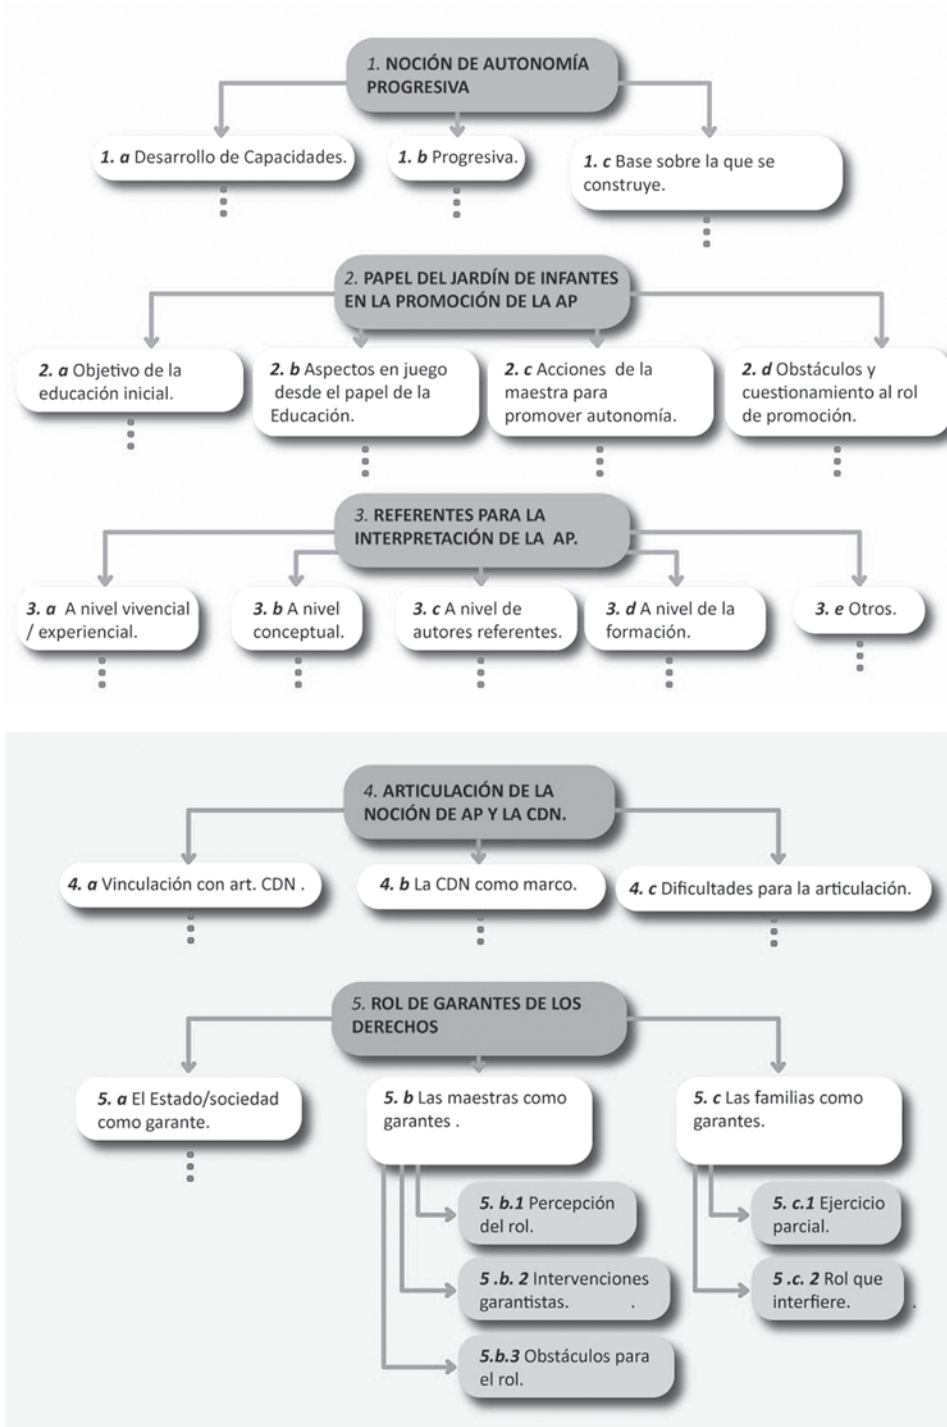 1. NOCIÓN DE AUTONOMÍA
PROGRESIVA
1. a Desarrollo de Capacidades.
1. b Progresiva.
1. c Base sobre la que se
construye.
2. PAPEL DEL JARDÍN DE INFANTES
EN LA PROMOCIÓN DE LA AP
2. a Objetivo de la
educación inicial.
2. b Aspectos en juego
desde el papel de la
Educación.
2. c Acciones de la
maestra para
promover autonomía.
2. d Obstáculos y
cuestionamiento al rol
de promoción.
3. REFERENTES PARA LA
INTERPRETACIÓN DE LA AP.
3. a A nivel vivencial
/ experiencial.
3. b A nivel
conceptual.
3. c A nivel de
autores referentes.
3. d A nivel de la
formación.
3. e Otros.
4. ARTICULACIÓN DE LA
NOCIÓN DE AP Y LA CDN.
4. a Vinculación con art. CDN .
4. b La CDN como marco.
4. c Dificultades para la articulación.
5. ROL DE GARANTES DE LOS
DERECHOS
5. a El Estado/sociedad
como garante.
5. b Las maestras como
garantes .
5. c Las familias como
garantes.
5. b.1 Percepción
del rol.
5 .b. 2 Intervenciones
garantistas. .
5.b.3 Obstáculos para
el rol.
5. c.1 Ejercicio
parcial.
5 .c. 2 Rol que
interfiere. .